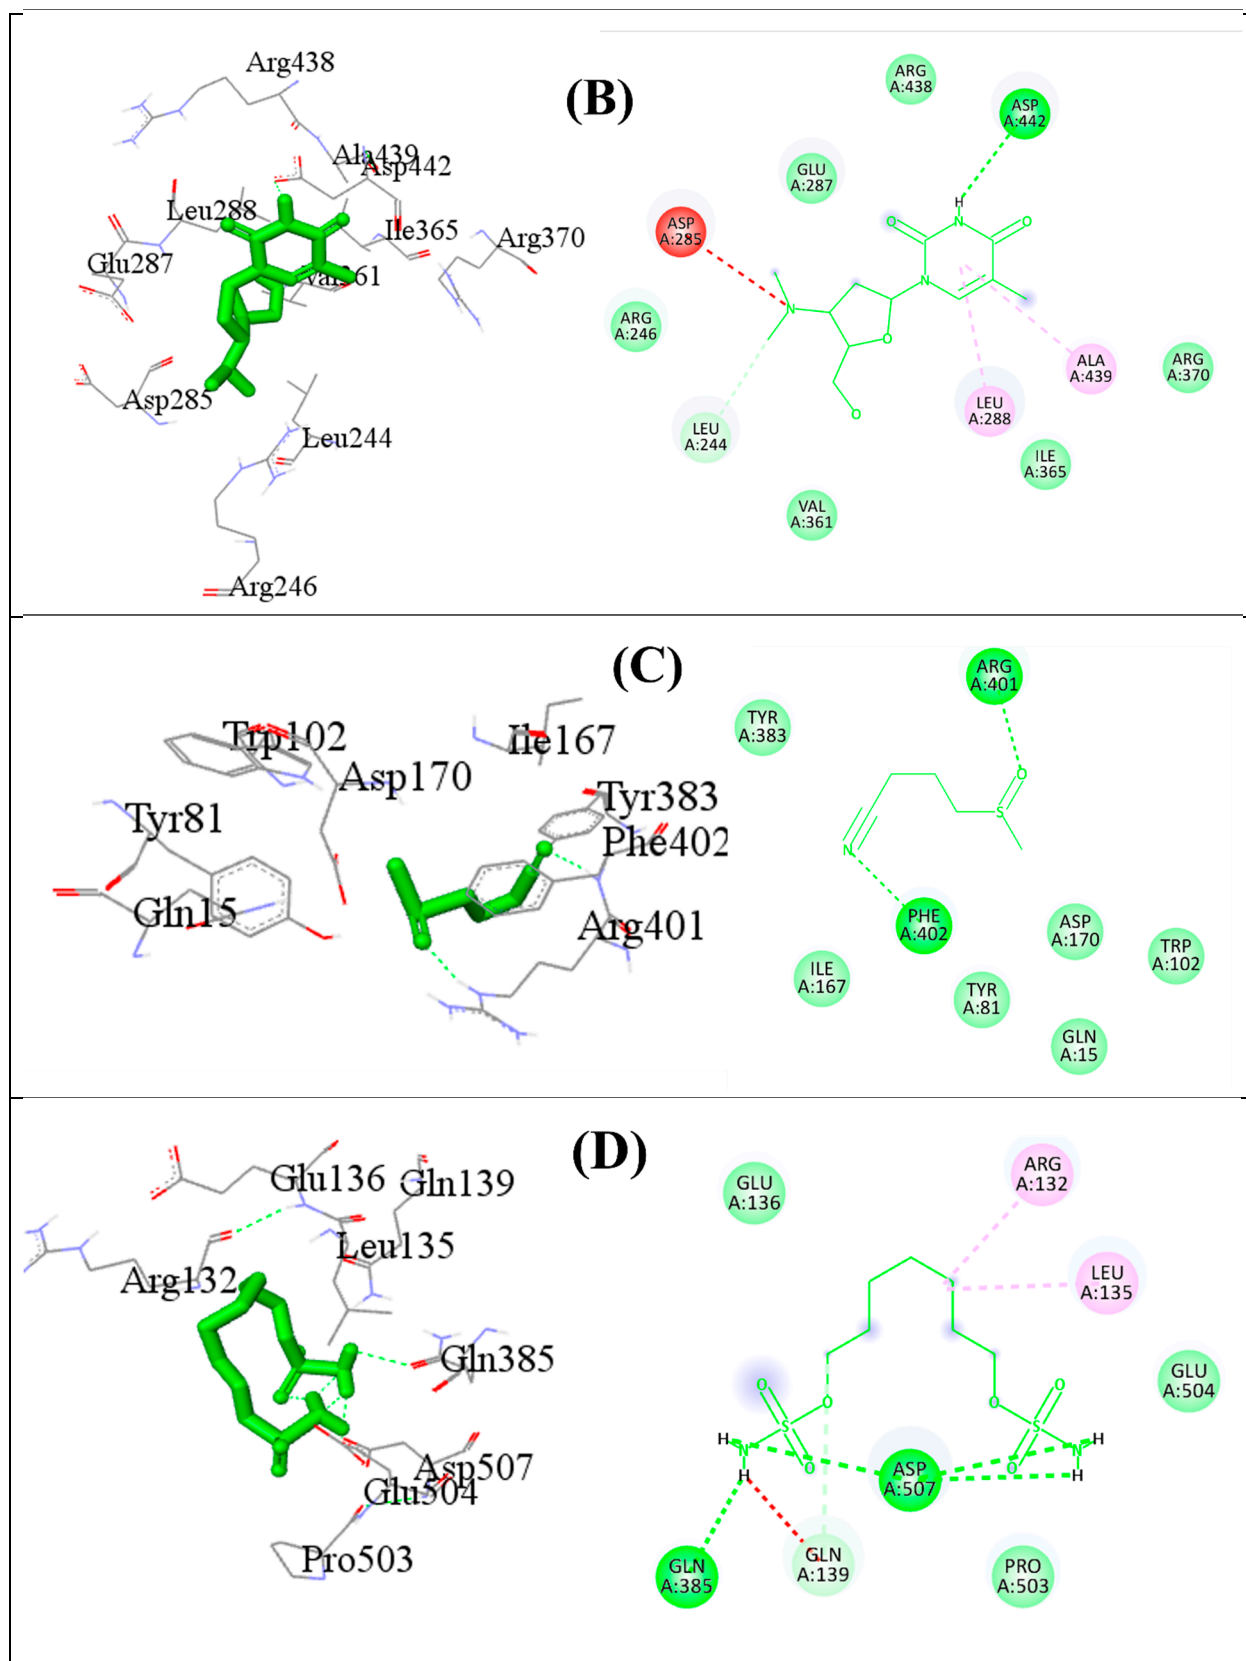 (B)
Arg438
Ala439
Asp442
Leu288
Ile365
Arg370
Glu287
Val361
Asp285
Leu244
Arg246
ARG
A:438
ASP
A:442
GLU
A:287
ASP
A:285
H
O
N
O
N
N
O
O
ARG
A:246
ALA
A:439
ARG
A:370
LEU
A:288
LEU
A:244
ILE
A:365
VAL
A:361
(C)
Trp102
Ile167
Asp170
Tyr383
Tyr81
Phe402
Gln15
Arg401
ARG
A:401
TYR
A:383
O
S
N
PHE
A:402
ASP
A:170
TRP
A:102
ILE
A:167
TYR
A:81
GLN
A:15
(D)
Glu136
Gln139
Leu135
Arg132
Gln385
Asp507
Glu504
Pro503
GLU
A:136
ARG
A:132
LEU
A:135
GLU
A:504
O
O
O
O
S
S
H
N
H
O
O
N
H
H
ASP
A:507
GLN
A:385
GLN
A:139
PRO
A:503